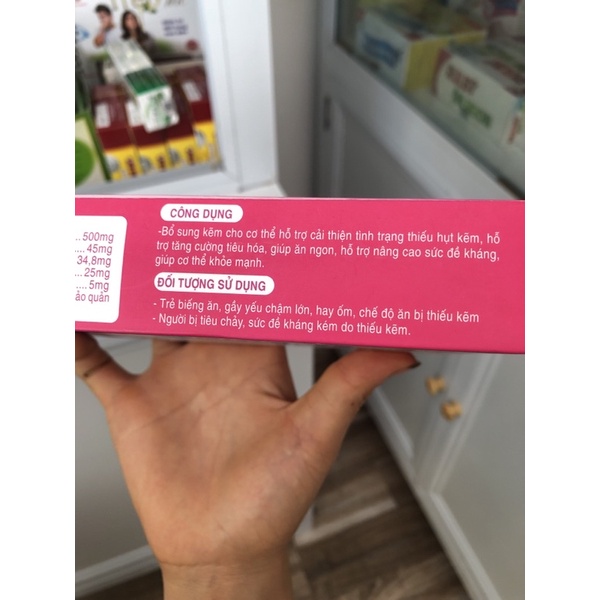 .. 500mg
.... 45mg
34,8mg
... 25mg
.... 5mg
ảo quản
CÔNG DỤNG
-Bổ sung kẽm cho cơ thể hỗ trợ cải thiện tình trạng thiếu hụt kẽm, hỗ
trợ tăng cường tiêu hóa, giúp ăn ngon, hỗ trợ nâng cao sức đề kháng,
giúp cơ thể khỏe mạnh.
ĐỐI TƯỢNG SỬ DỤNG
- Trẻ biếng ăn, gầy yếu chậm lớn, hay ốm, chế độ ăn bị thiếu kẽm
- Người bị tiêu chảy, sức đề kháng kém do thiếu kẽm.